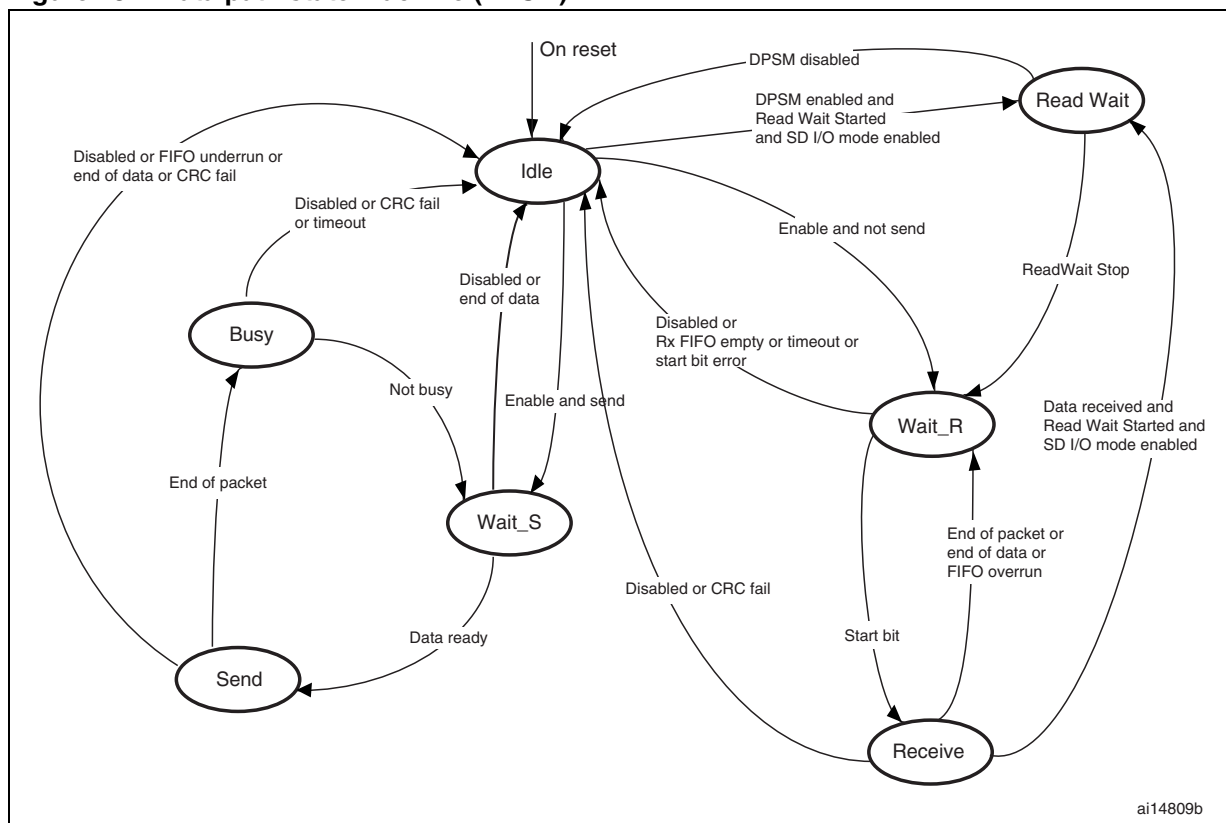 On reset
DPSM disabled
Read Wait
DPSM enabled and
Read Wait Started
and SD I/O mode enabled
Disabled or FIFO underrun or
end of data or CRC fail
Idle
Disabled or CRC fail
or timeout
Enable and not send
ReadWait Stop
Disabled or
end of data
Disabled or
Rx FIFO empty or timeout or
start bit error
Busy
Not busy
Enable and send
Wait_R
Data received and
Read Wait Started and
SD I/O mode enabled
End of packet
Wait_S
End of packet or
end of data or
FIFO overrun
Disabled or CRC fail
Start bit
Data ready
Send
Receive
ai14809b